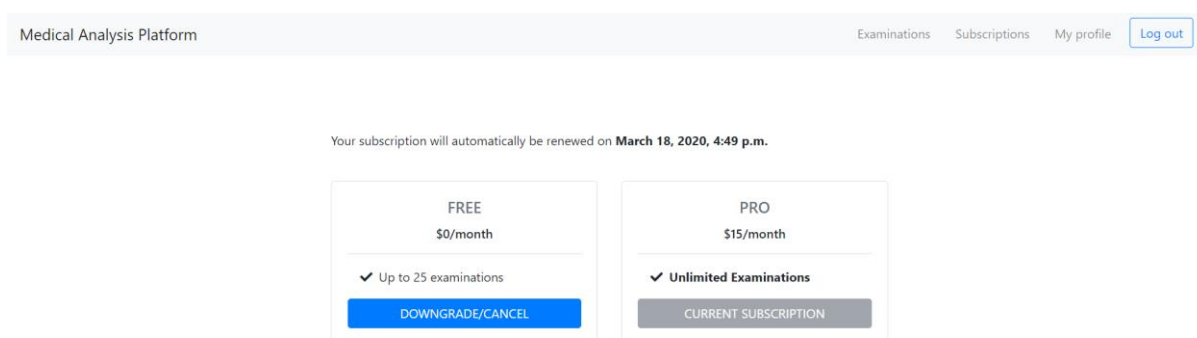 Medical Analysis Platform
Examinations Subscriptions My profile Log out
Your subscription will automatically be renewed on March 18, 2020, 4:49 p.m.
FREE
$0/month
Up to 25 examinations
DOWNGRADE/CANCEL
PRO
$15/month
Unlimited Examinations
CURRENT SUBSCRIPTION